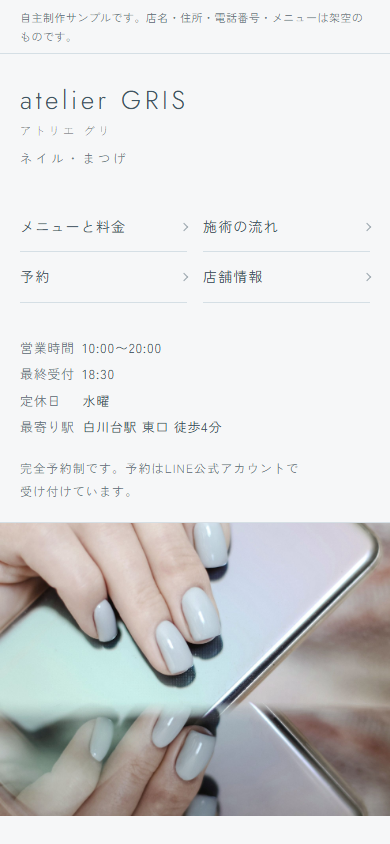 自主制作サンプルです。店名・住所・電話番号・メニューは架空の
ものです。
atelier GRIS
アトリエ グリ
ネイル・まつげ
メニューと料金
施術の流れ
予約
店舗情報
営業時間 10:00〜20:00
最終受付 18:30
定休日 水曜
最寄り駅 白川台駅 東口 徒歩4分
完全予約制です。予約はLINE公式アカウントで
受け付けています。